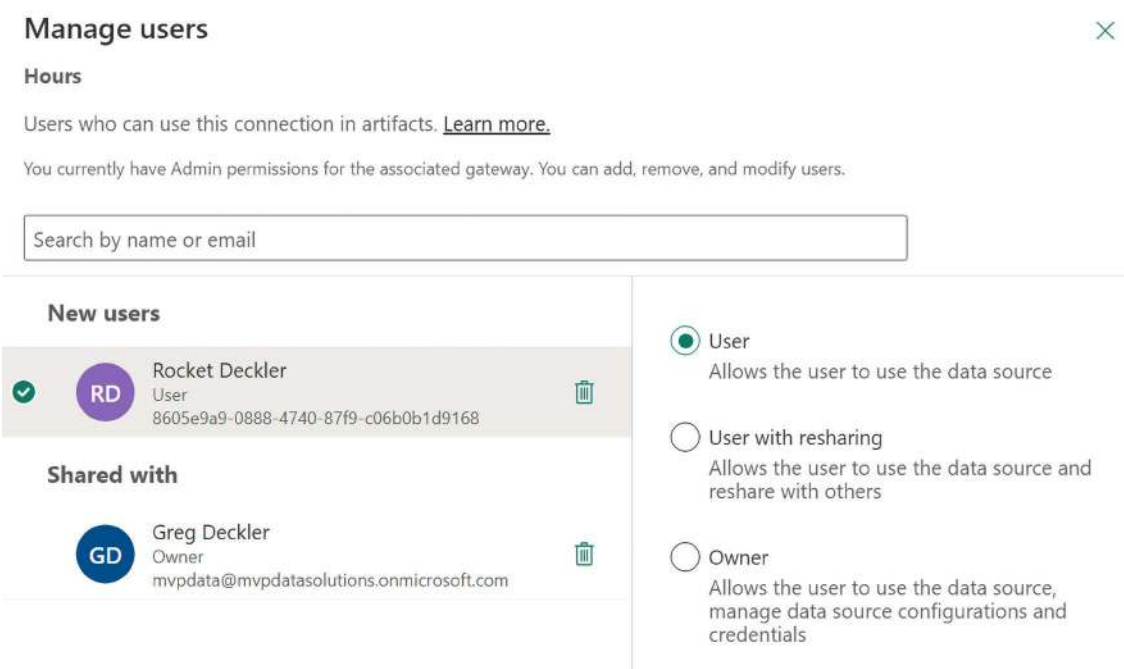 Manage users
Hours
Users who can use this connection in artifacts. Learn more.
You currently have Admin permissions for the associated gateway. You can add, remove, and modify users.
Search by name or email
New users
RD
Rocket Deckler
User
8605e9a9-0888-4740-87f9-c06b0b1d9168
Shared with
GD
Greg Deckler
Owner
mvpdata@mvpdatasolutions.onmicrosoft.com
User
Allows the user to use the data source
User with resharing
Allows the user to use the data source and
reshare with others
Owner
Allows the user to use the data source,
manage data source configurations and
credentials